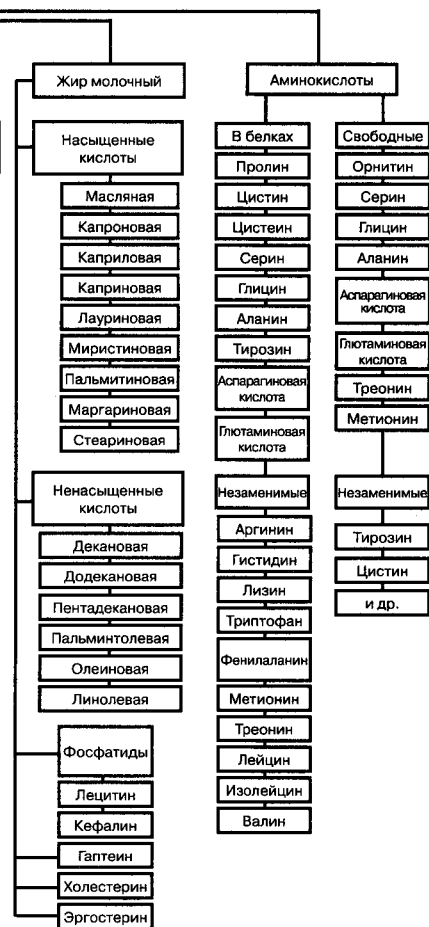 Жир молочный
Насыщенные
кислоты
Масляная
Капроновая
Каприловая
Каприновая
Лауриновая
Миристиновая
Пальмитиновая
Маргариновая
Стеариновая
Ненасыщенные
кислоты
Декановая
Додекановая
Пентадекановая
Пальминтолевая
Олеиновая
Линолевая
Фосфатиды
Лецитин
Кефалин
Гаптеин
Холестерин
Эргостерин
Аминокислоты
В белках
Пролин
Цистин
Цистеин
Серин
Глицин
Аланин
Тирозин
Аспарагиновая
кислота
Глютаминовая
кислота
Незаменимые
Аргинин
Гистидин
Лизин
Триптофан
Фенилаланин
Метионин
Треонин
Лейцин
Изолейцин
Валин
Свободные
Орнитин
Серин
Глицин
Аланин
Аспарагиновая
кислота
Глютаминовая
кислота
Треонин
Метионин
Незаменимые
Тирозин
Цистин
и др.